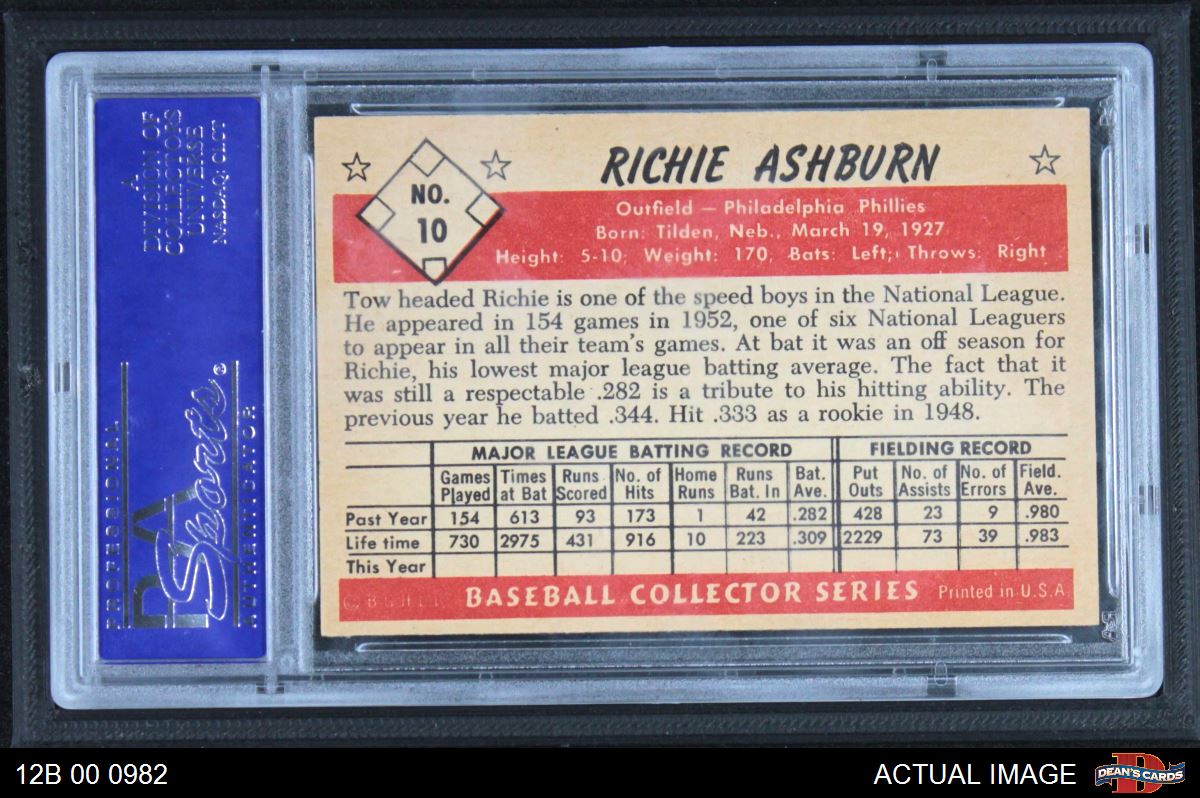 A
DIVISION OF
COLLECTORS
UNIVERSE
NASDAQ: CLCT
PROFESSIONAL
PSA
Sports
AUTHENTICATOR
RICHIE ASHBURN
NO.
10
Outfield — Philadelphia Phillies
Born: Tilden, Neb., March 19, 1927
Height: 5-10; Weight: 170, Bats: Left; Throws: Right
Tow headed Richie is one of the speed boys in the National League.
He appeared in 154 games in 1952, one of six National Leaguers
to appear in all their team's games. At bat it was an off season for
Richie, his lowest major league batting average. The fact that it
was still a respectable .282 is a tribute to his hitting ability. The
previous year he batted .344. Hit .333 as a rookie in 1948.
MAJOR LEAGUE BATTING RECORD FIELDING RECORD
Games Times Runs No. of Home Runs Bat. Put No. of No. of Field.
Played at Bat Scored Hits Runs Bat. In Ave. Outs Assists Errors Ave.
Past Year 154 613 93 173 1 42 .282 428 23 9 .980
Life time 730 2975 431 916 10 223 .309 2229 73 39 .983
This Year
BASEBALL COLLECTOR SERIES Printed in U.S.A
12B 00 0982
ACTUAL IMAGE
DEAN'S CARDS